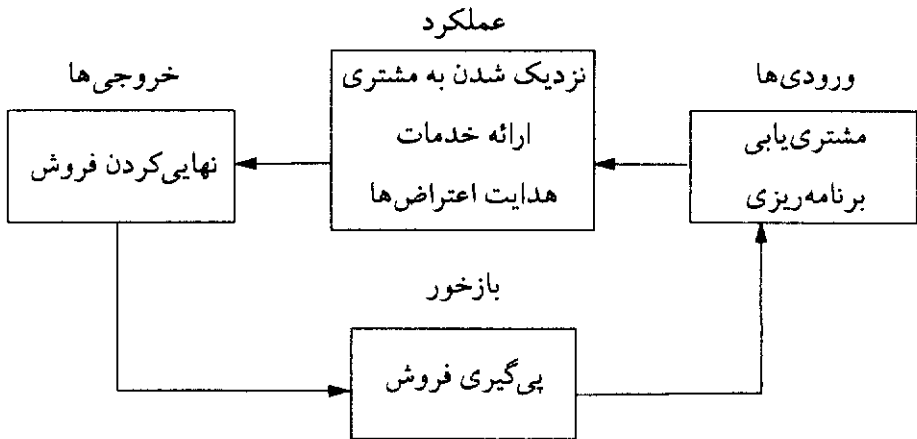 عملکرد
ورودی‌ها
مشتری‌یابی
برنامه‌ریزی
نزدیک شدن به مشتری
ارائه خدمات
هدایت اعتراض‌ها
خروجی‌ها
نهایی‌کردن فروش
بازخور
پی‌گیری فروش